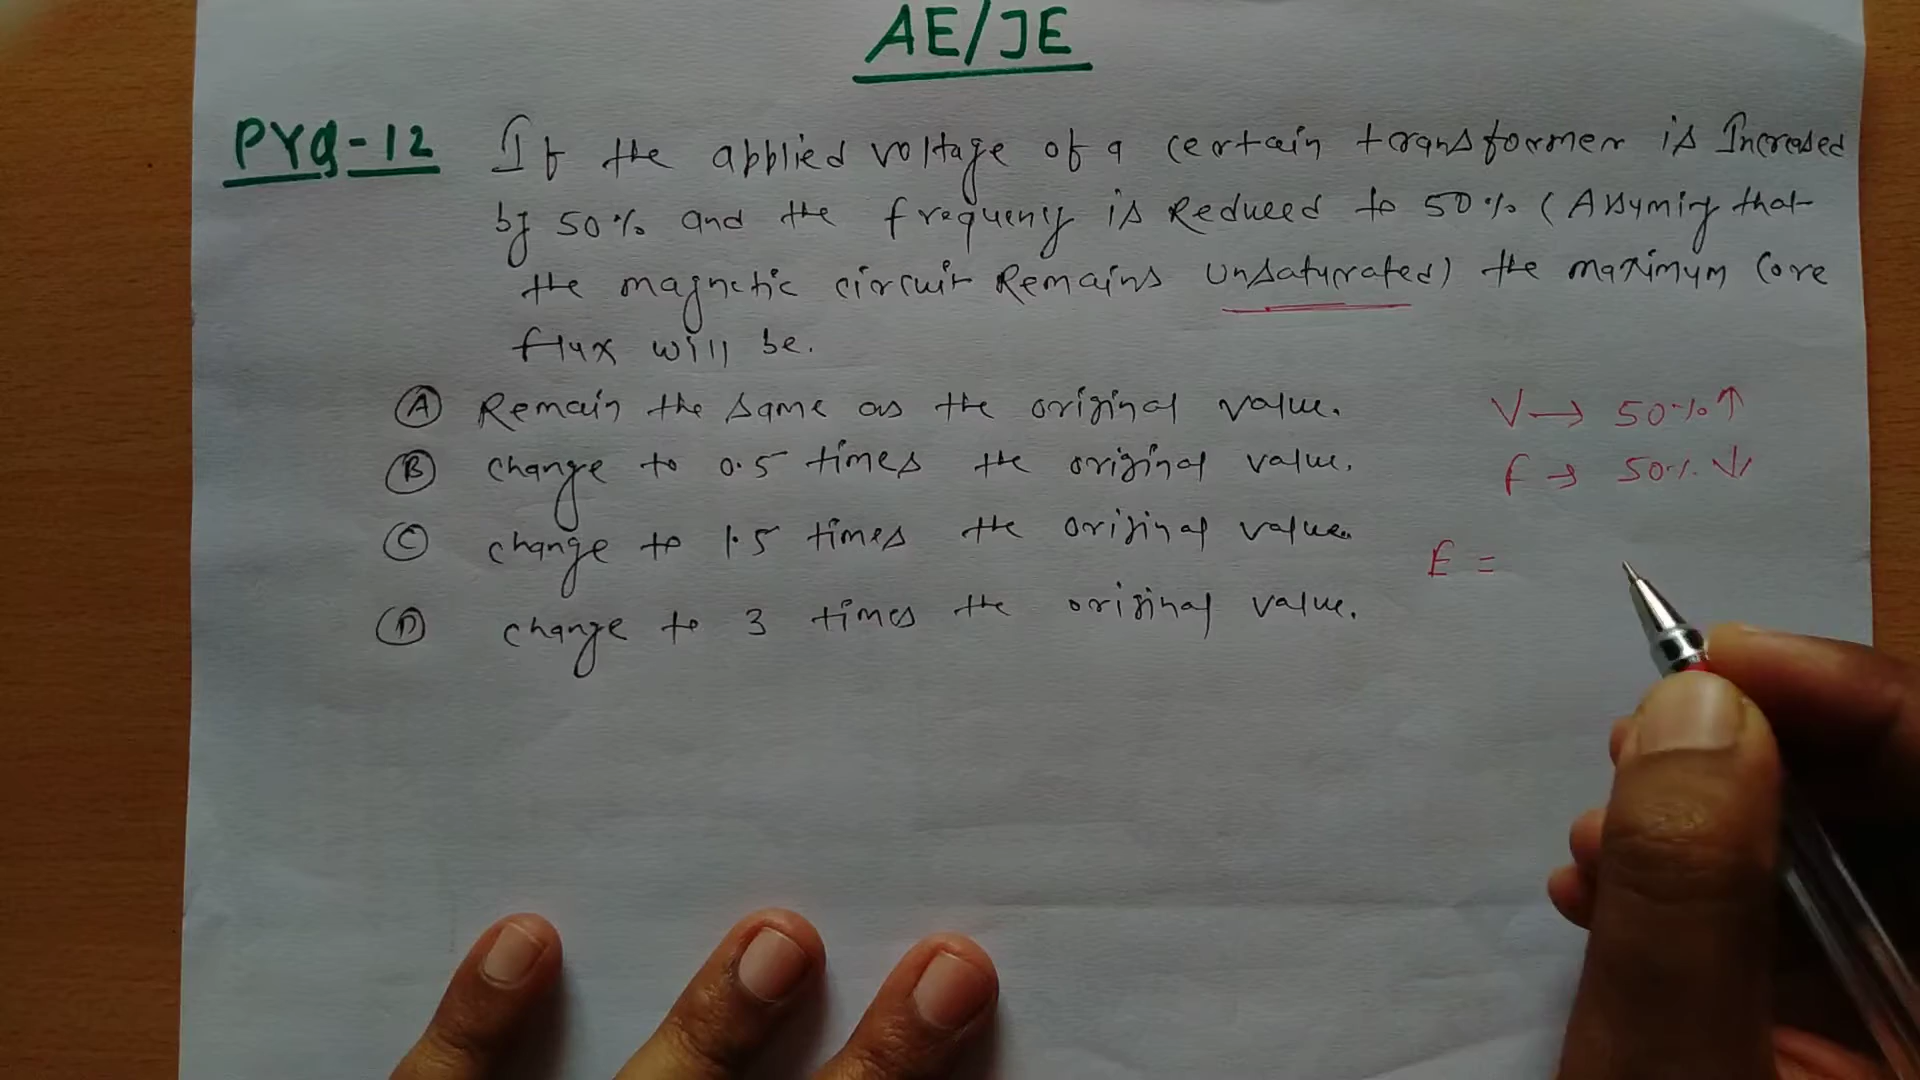 AE/JE
PYQ-12 If the applied voltage of a certain transformer is Increased
by 50% and the frequency is Reduced to 50% (Assuming that
the magnetic circuit Remains unsaturated) the maximum Core
flux will be.
(A) Remain the same as the original value.
(B) change to 0.5 times the original value.
(C) change to 1.5 times the original value.
(D) change to 3 times the original value.
V → 50% ↑
f → 50% ↓
E =